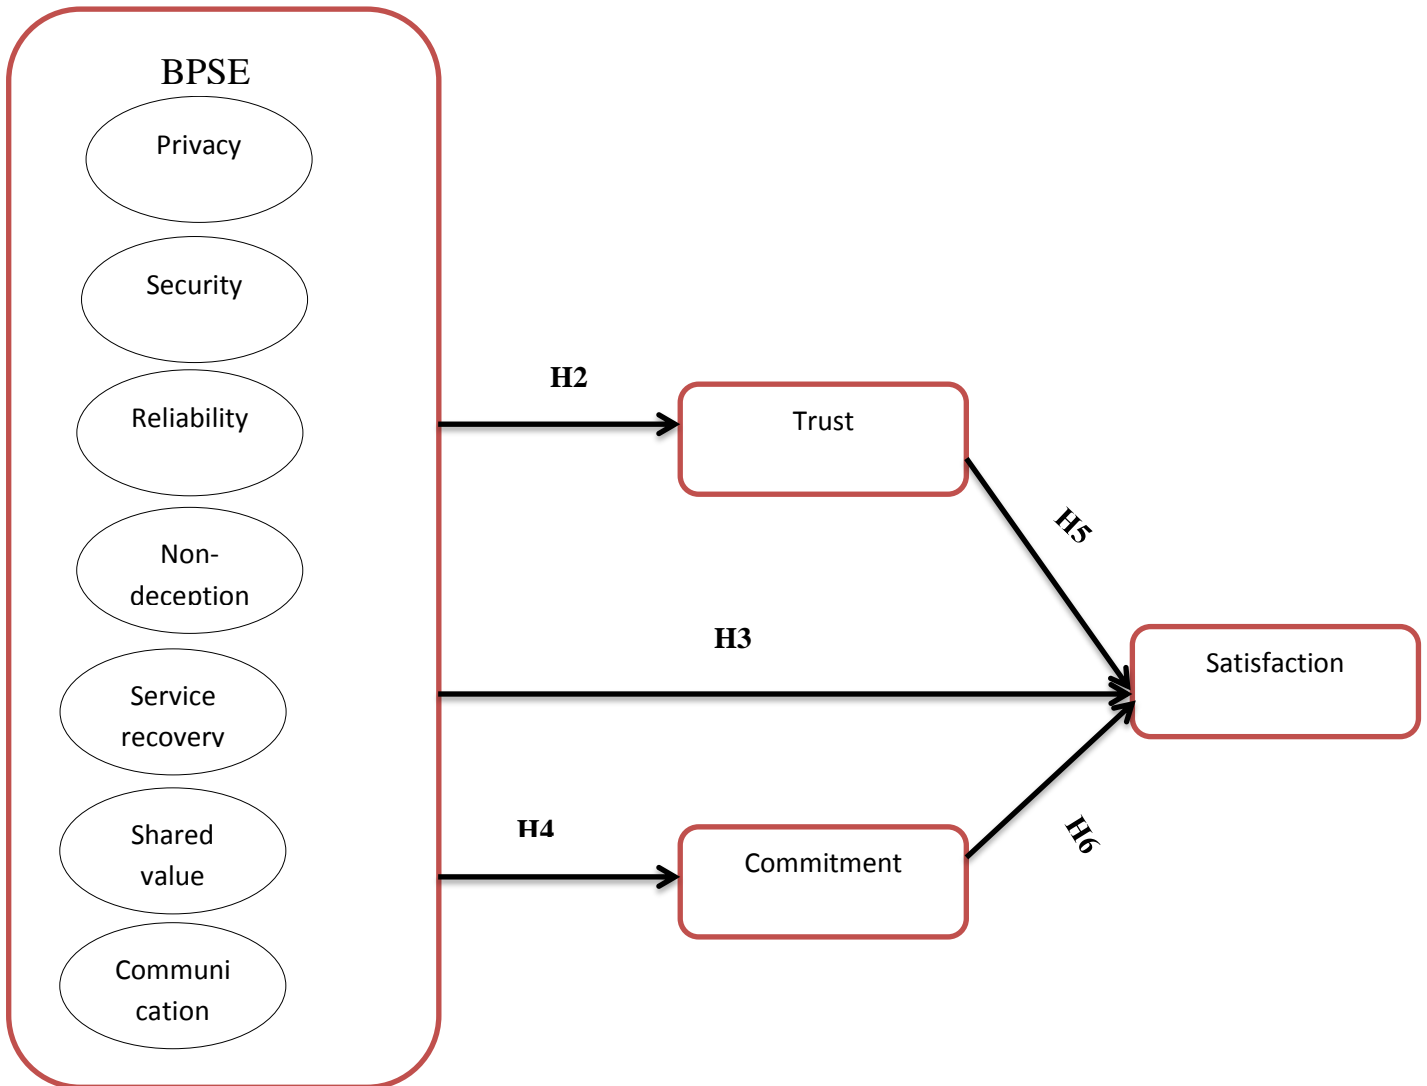 BPSE
Privacy
Security
Reliability
Non-
deception
Service
recovery
Shared
value
Communi
cation
H2
Trust
H5
H3
Satisfaction
H4
Commitment
H6